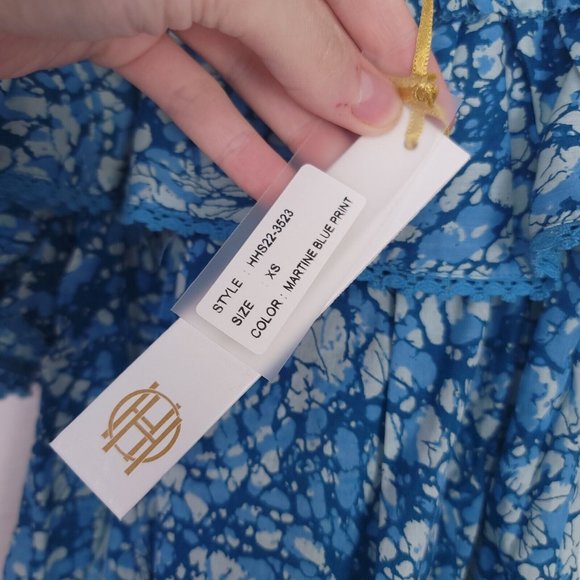 STYLE : HHS22-3523
SIZE : XS
COLOR : MARTINE BLUE PRINT